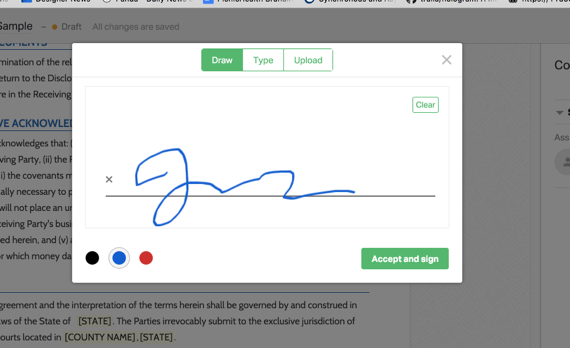 Sample – Draft All changes are saved
mination of the rel
eturn to the Disclo
re in the Receiving
VE ACKNOWLED
knowledges that: (
ving Party, (ii) the F
i) the covenants m
ally necessary to p
will not place an ur
eiving Party's busin
ed herein, and (v)
or which money da
Draw Type Upload ×
Clear
×
Accept and sign
greement and the interpretation of the terms herein shall be governed by and construed in
ws of the State of [STATE]. The Parties irrevocably submit to the exclusive jurisdiction of
ourts located in [COUNTY NAME], [STATE].
Co
Ass